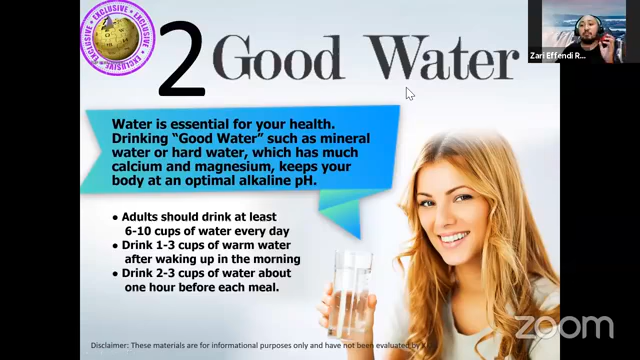 EXCLUSIVE • EXCLUSIVE • EXCLUSIVE • EXCLUSIVE •
2 Good Water
Zari Effendi R...
Water is essential for your health.
Drinking “Good Water” such as mineral
water or hard water, which has much
calcium and magnesium, keeps your
body at an optimal alkaline pH.
● Adults should drink at least
6-10 cups of water every day
● Drink 1-3 cups of warm water
after waking up in the morning
● Drink 2-3 cups of water about
one hour before each meal.
Disclaimer: These materials are for informational purposes only and have not been evaluated by
zoom